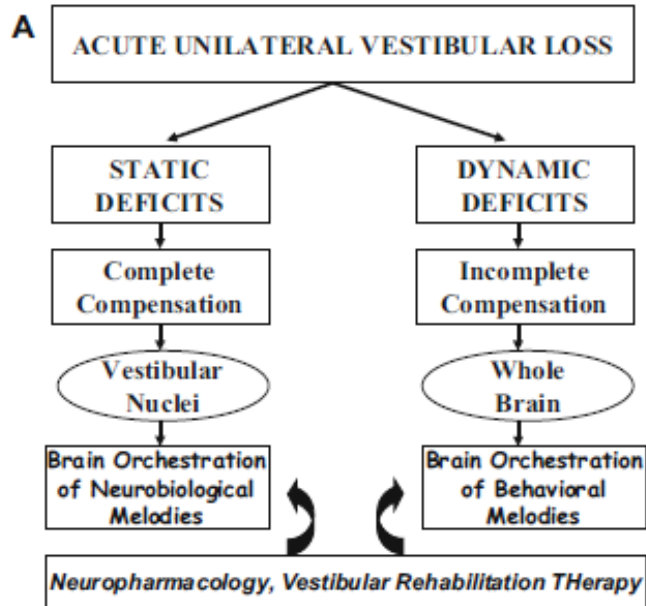 A
ACUTE UNILATERAL VESTIBULAR LOSS
STATIC
DEFICITS
Complete
Compensation
Vestibular
Nuclei
Brain Orchestration
of Neurobiological
Melodies
DYNAMIC
DEFICITS
Incomplete
Compensation
Whole
Brain
Brain Orchestration
of Behavioral
Melodies
Neuropharmacology, Vestibular Rehabilitation THerapy